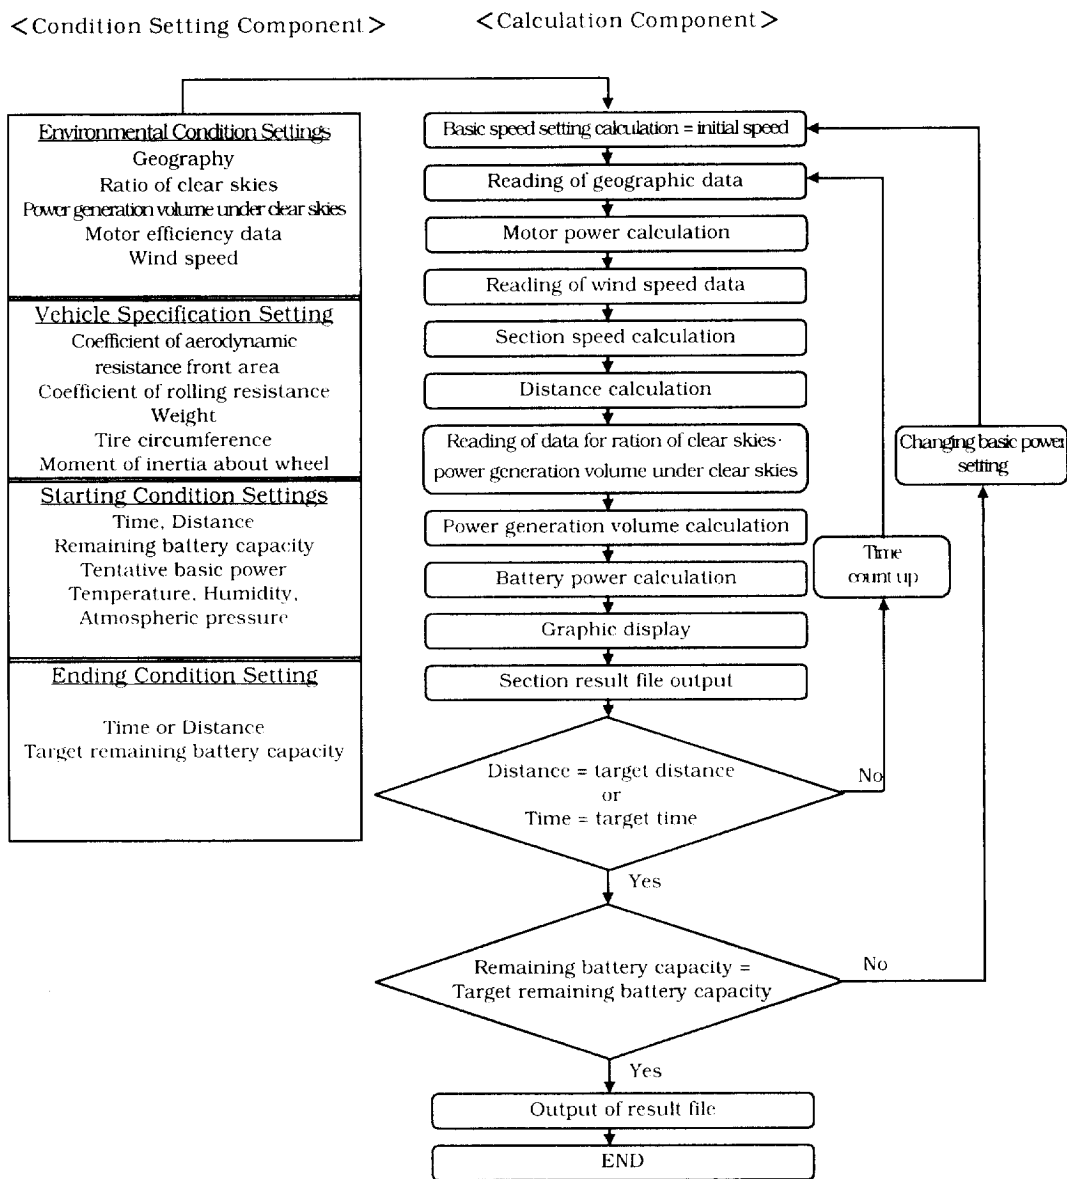 <Condition Setting Component>
<Calculation Component>
Environmental Condition Settings
Geography
Ratio of clear skies
Power generation volume under clear skies
Motor efficiency data
Wind speed
Vehicle Specification Setting
Coefficient of aerodynamic
resistance front area
Coefficient of rolling resistance
Weight
Tire circumference
Moment of inertia about wheel
Starting Condition Settings
Time, Distance
Remaining battery capacity
Tentative basic power
Temperature, Humidity,
Atmospheric pressure
Ending Condition Setting
Time or Distance
Target remaining battery capacity
Basic speed setting calculation = initial speed
Reading of geographic data
Motor power calculation
Reading of wind speed data
Section speed calculation
Distance calculation
Reading of data for ration of clear skies·
power generation volume under clear skies
Power generation volume calculation
Battery power calculation
Graphic display
Section result file output
Distance = target distance
or
Time = target time
No
Time
count up
Yes
Remaining battery capacity =
Target remaining battery capacity
No
Changing basic power
setting
Yes
Output of result file
END